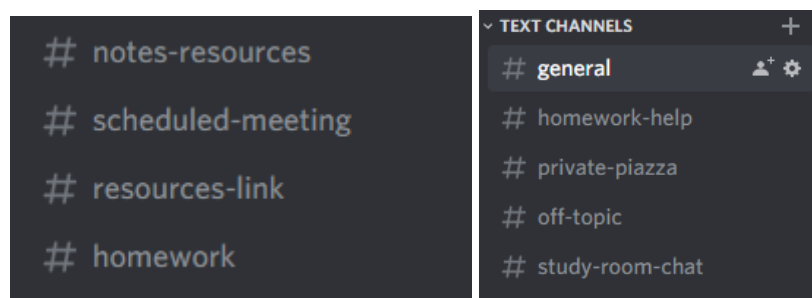 # notes-resources
# scheduled-meeting
# resources-link
# homework
TEXT CHANNELS
# general
# homework-help
# private-piazza
# off-topic
# study-room-chat